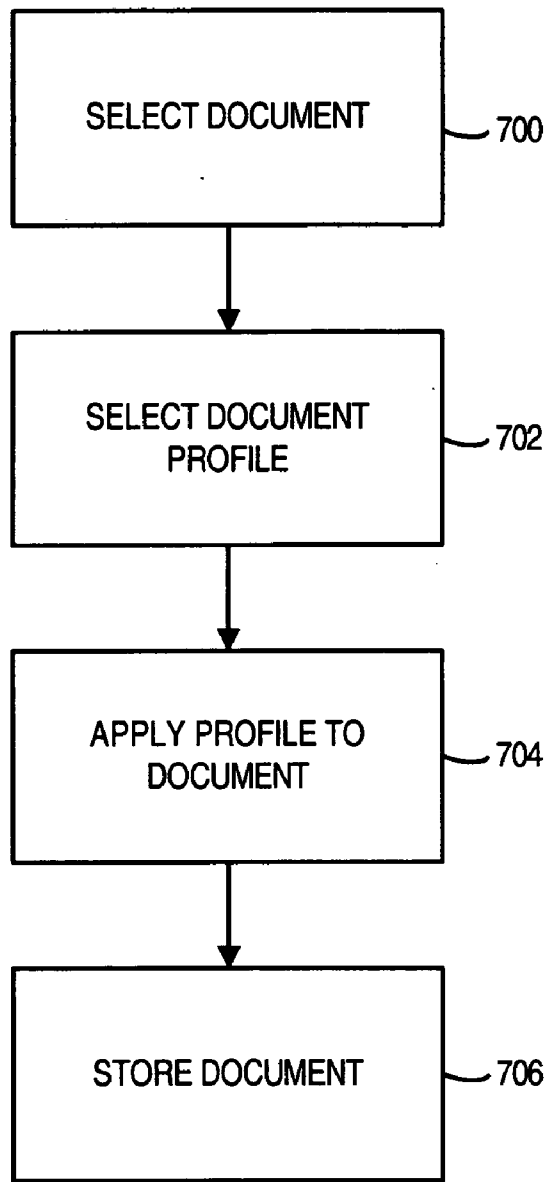 SELECT DOCUMENT
700
SELECT DOCUMENT
PROFILE
702
APPLY PROFILE TO
DOCUMENT
704
STORE DOCUMENT
706